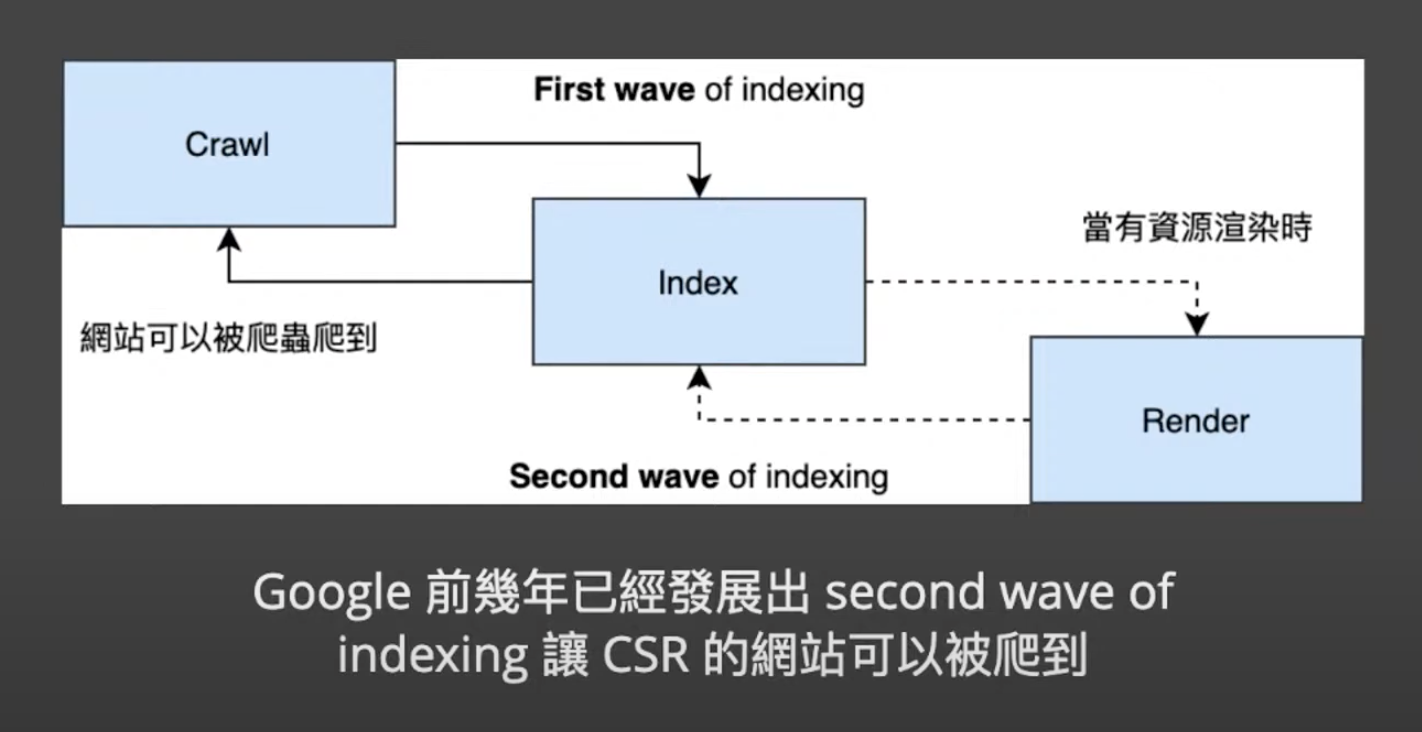 First wave of indexing
Crawl
當有資源渲染時
Index
網站可以被爬蟲爬到
Render
Second wave of indexing
Google 前幾年已經發展出 second wave of
indexing 讓 CSR 的網站可以被爬到